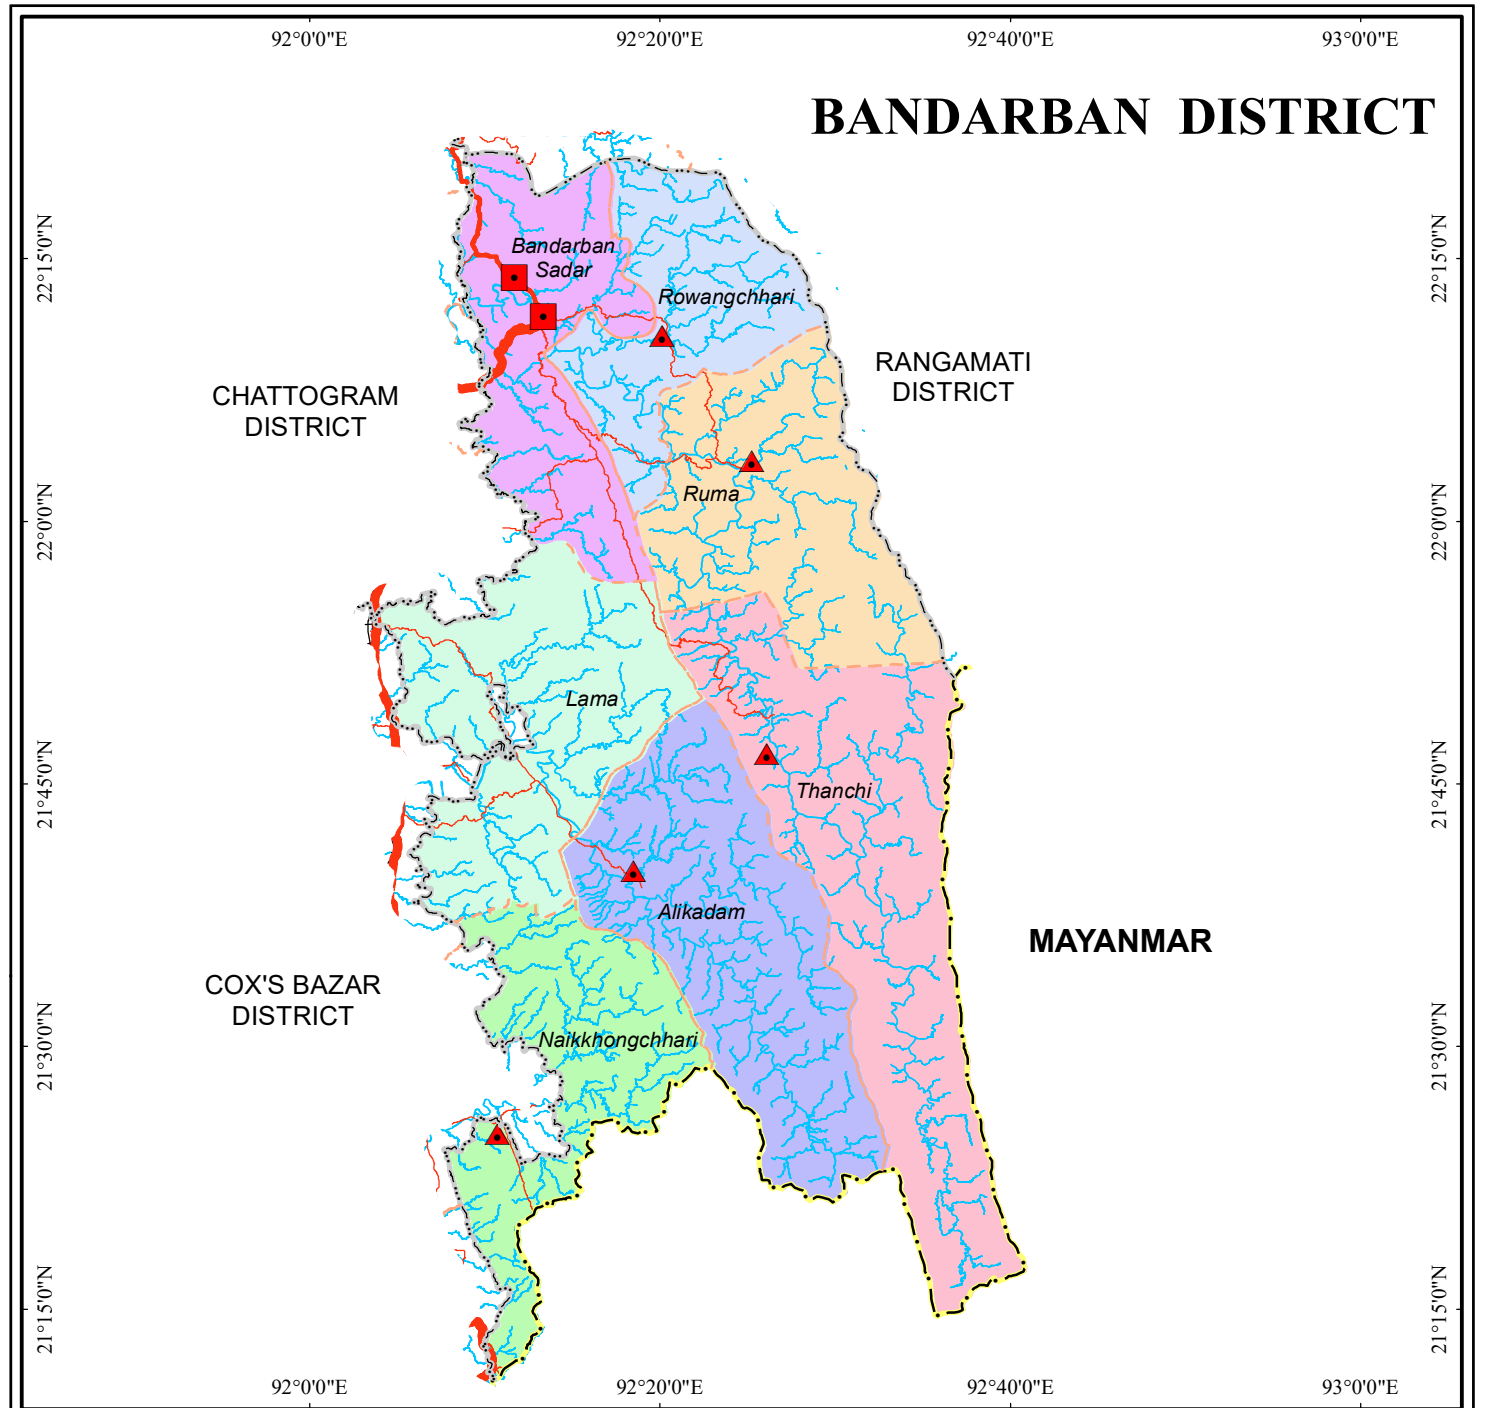 92°0'0"E 92°20'0"E 92°40'0"E 93°0'0"E
BANDARBAN DISTRICT
22°15'0"N
22°15'0"N
Bandarban
Sadar
Rowangchhari
RANGAMATI
DISTRICT
CHATTOGRAM
DISTRICT
Ruma
22°0'0"N
22°0'0"N
Lama
21°45'0"N
21°45'0"N
Thanchi
Alikadam
MAYANMAR
COX'S BAZAR
DISTRICT
Naikkhongchhari
21°30'0"N
21°30'0"N
21°15'0"N
21°15'0"N
92°0'0"E 92°20'0"E 92°40'0"E 93°0'0"E